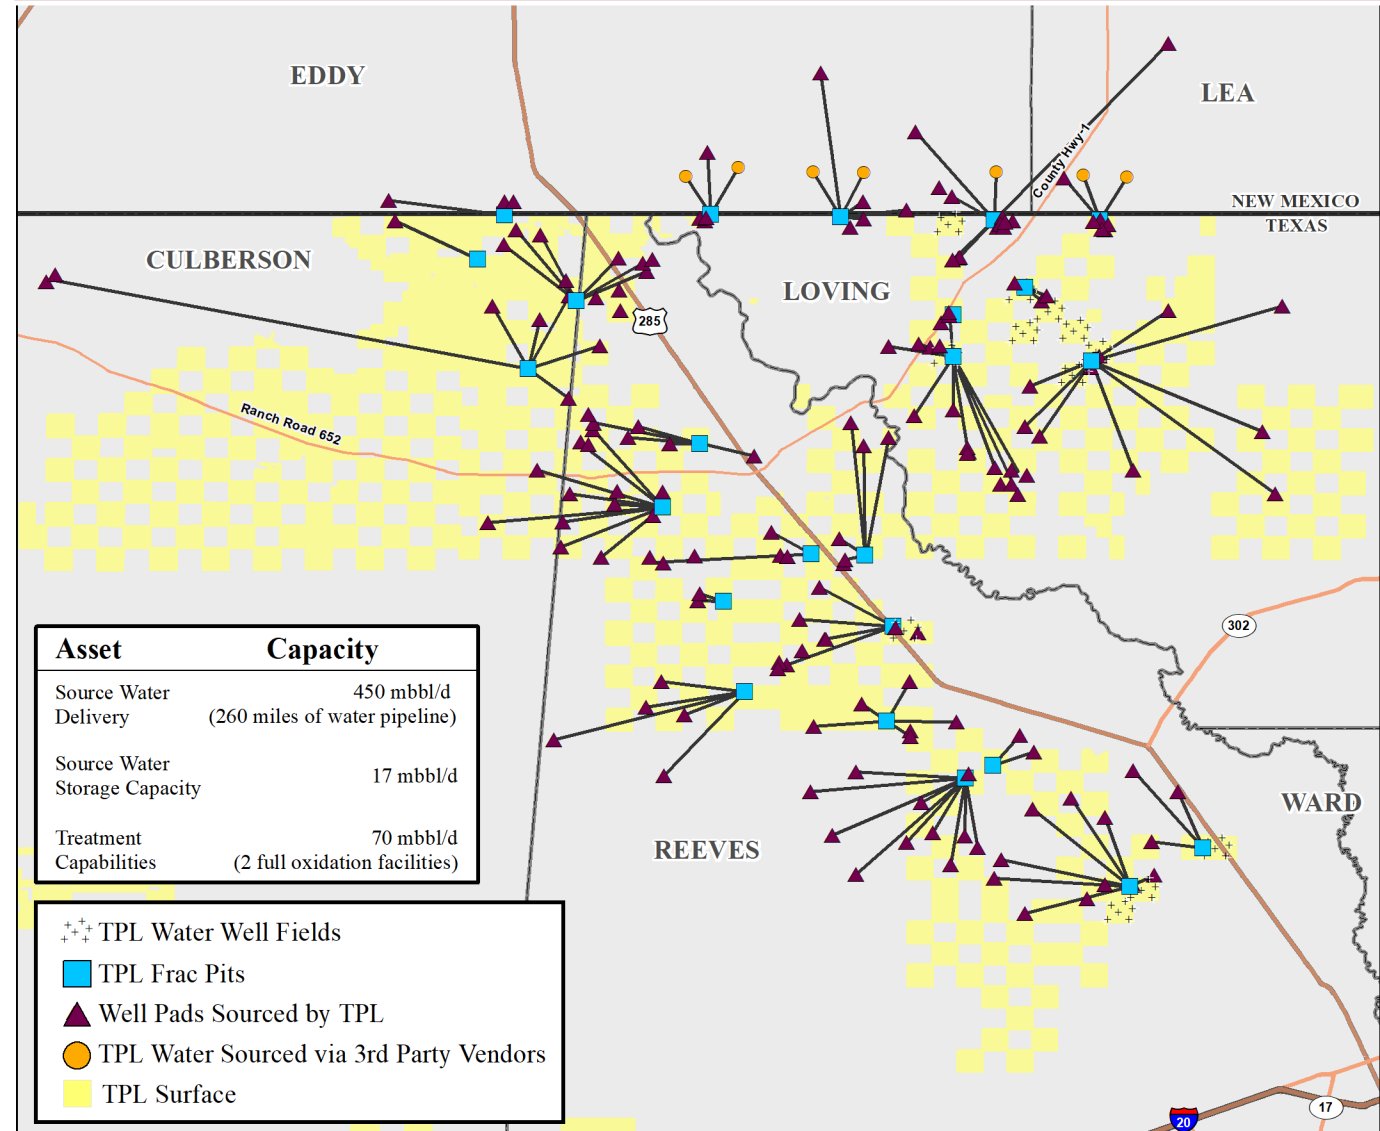 EDDY
LEA
County Hwy-1
NEW MEXICO
TEXAS
CULBERSON
LOVING
285
Ranch Road 652
302
Asset Capacity
Source Water Delivery 450 mbbl/d (260 miles of water pipeline)
Source Water Storage Capacity 17 mbbl/d
Treatment Capabilities 70 mbbl/d (2 full oxidation facilities)
WARD
REEVES
TPL Water Well Fields
TPL Frac Pits
Well Pads Sourced by TPL
TPL Water Sourced via 3rd Party Vendors
TPL Surface
17
20